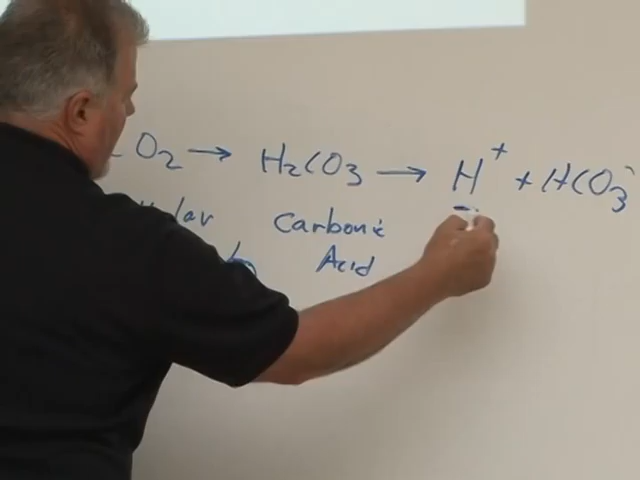 O₂ → H₂CO₃ → H⁺ + HCO₃⁻
Carbonic
Acid